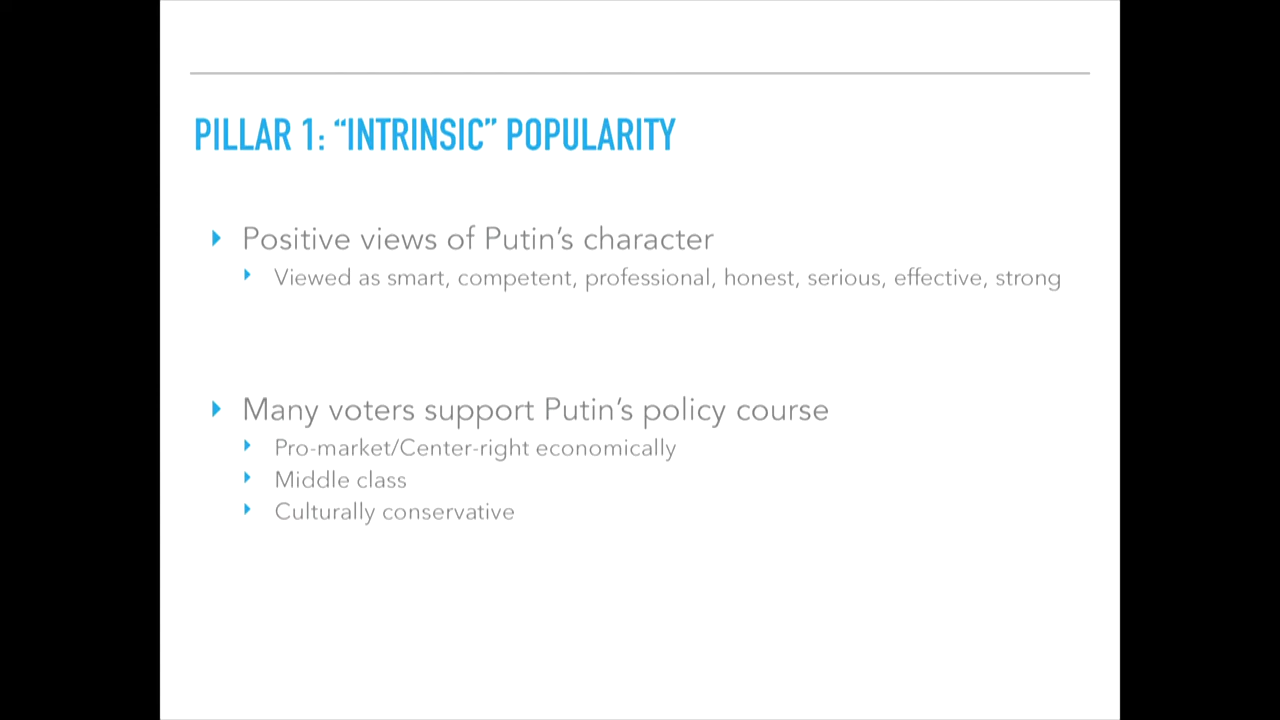 PILLAR 1: “INTRINSIC” POPULARITY
Positive views of Putin’s character
Viewed as smart, competent, professional, honest, serious, effective, strong
Many voters support Putin’s policy course
Pro-market/Center-right economically
Middle class
Culturally conservative